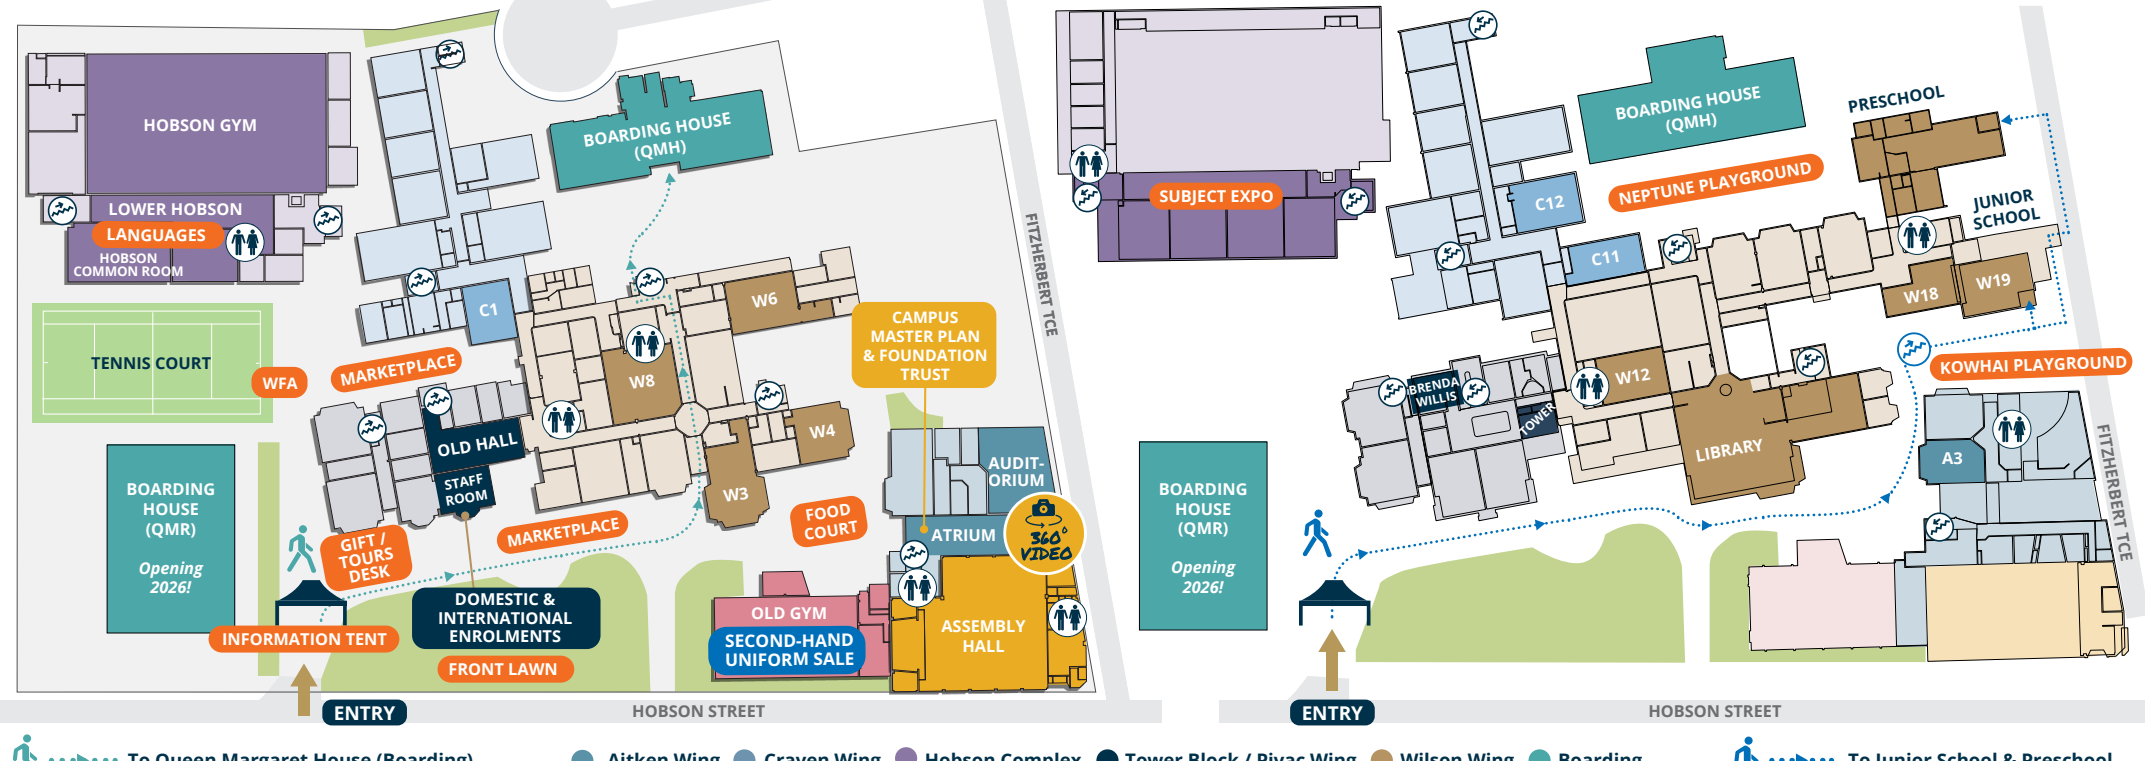 HOBSON GYM
LOWER HOBSON
LANGUAGES
HOBSON
COMMON ROOM
TENNIS COURT
WFA
MARKETPLACE
C1
BOARDING HOUSE
(QMH)
W6
W8
W4
W3
CAMPUS
MASTER PLAN
& FOUNDATION
TRUST
FITZHERBERT TCE
OLD HALL
STAFF
ROOM
BOARDING
HOUSE
(QMR)
Opening
2026!
GIFT /
TOURS
DESK
MARKETPLACE
FOOD
COURT
AUDIT-
ORIUM
ATRIUM
360°
VIDEO
INFORMATION TENT
DOMESTIC &
INTERNATIONAL
ENROLMENTS
FRONT LAWN
OLD GYM
SECOND-HAND
UNIFORM SALE
ASSEMBLY
HALL
ENTRY
HOBSON STREET
SUBJECT EXPO
BOARDING HOUSE
(QMH)
PRESCHOOL
NEPTUNE PLAYGROUND
JUNIOR
SCHOOL
C12
C11
W18
W19
KOWHAI PLAYGROUND
BRENDA
WILLIS
TOWER
W12
LIBRARY
A3
FITZHERBERT TCE
BOARDING
HOUSE
(QMR)
Opening
2026!
ENTRY
HOBSON STREET
To Queen Margaret House (Boarding)
Aitken Wing
Craven Wing
Hobson Complex
Tower Block / Pivac Wing
Wilson Wing
Boarding
To Junior School & Preschool